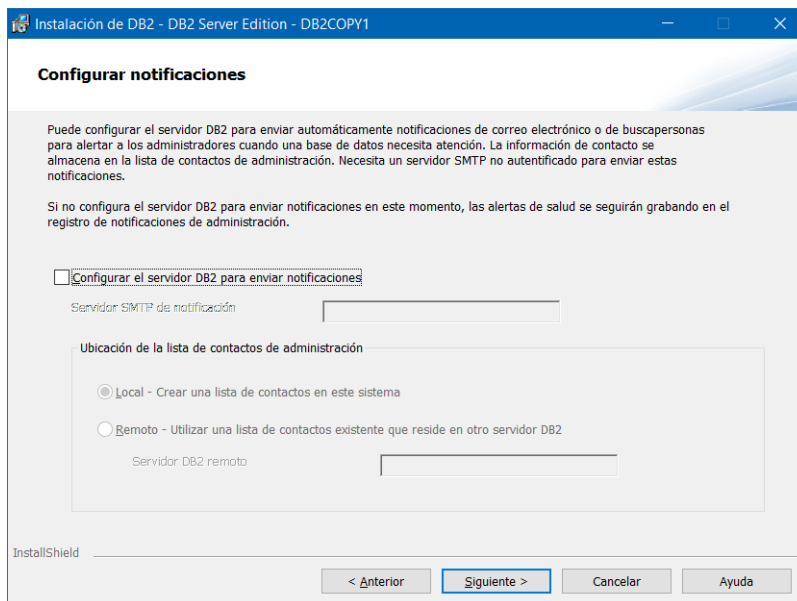 Instalación de DB2 - DB2 Server Edition - DB2COPY1
Configurar notificaciones
Puede configurar el servidor DB2 para enviar automáticamente notificaciones de correo electrónico o de buscapersonas
para alertar a los administradores cuando una base de datos necesita atención. La información de contacto se
almacena en la lista de contactos de administración. Necesita un servidor SMTP no autentificado para enviar estas
notificaciones.
Si no configura el servidor DB2 para enviar notificaciones en este momento, las alertas de salud se seguirán grabando en el
registro de notificaciones de administración.
Configurar el servidor DB2 para enviar notificaciones
Servidor SMTP de notificación
Ubicación de la lista de contactos de administración
Local - Crear una lista de contactos en este sistema
Remoto - Utilizar una lista de contactos existente que reside en otro servidor DB2
Servidor DB2 remoto
InstallShield
< Anterior
Siguiente >
Cancelar
Ayuda